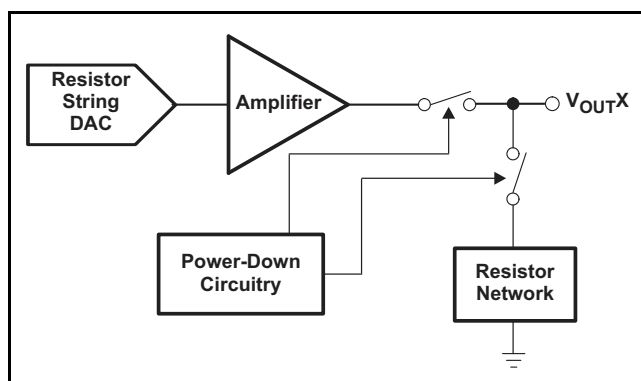 Resistor
String
DAC
Amplifier
VOUTX
Power-Down
Circuitry
Resistor
Network